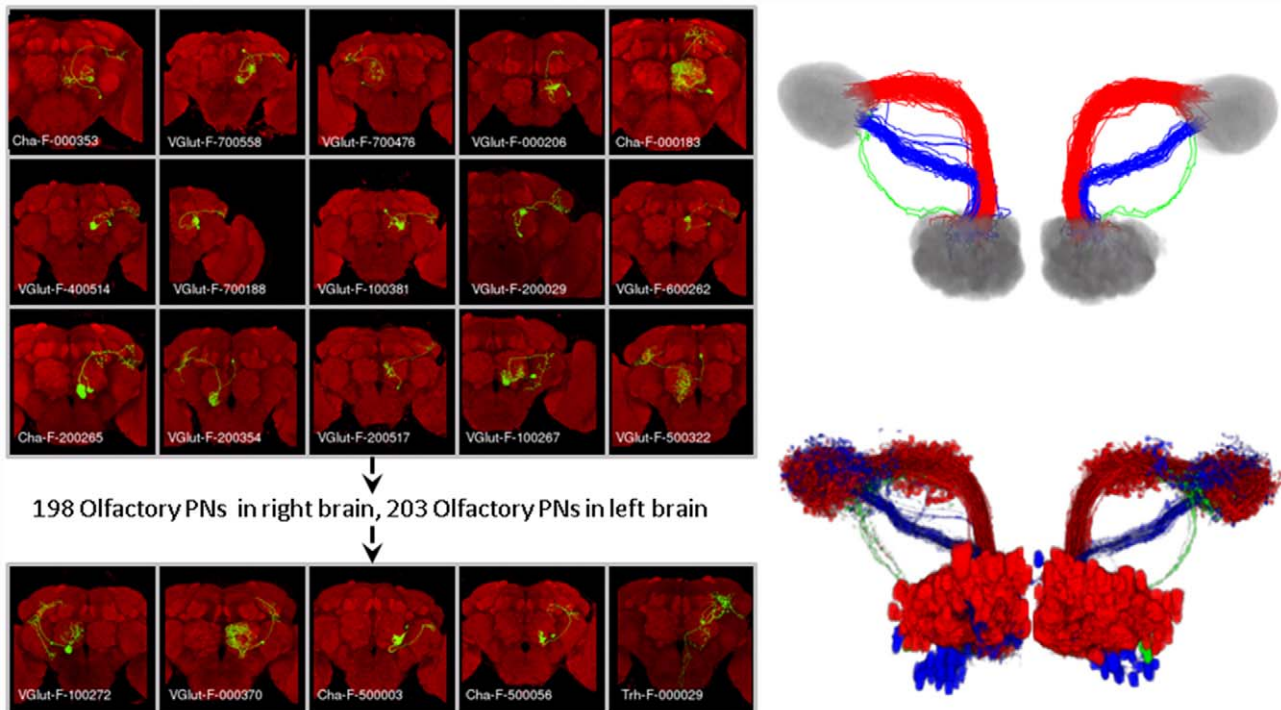 Cha-F-000353
VGlut-F-700558
VGlut-F-700476
VGlut-F-000206
Cha-F-000183
VGlut-F-400514
VGlut-F-700188
VGlut-F-100381
VGlut-F-200029
VGlut-F-600262
Cha-F-200265
VGlut-F-200354
VGlut-F-200517
VGlut-F-100267
VGlut-F-500322
198 Olfactory PNs in right brain, 203 Olfactory PNs in left brain
VGlut-F-100272
VGlut-F-000370
Cha-F-500003
Cha-F-500056
Trh-F-000029